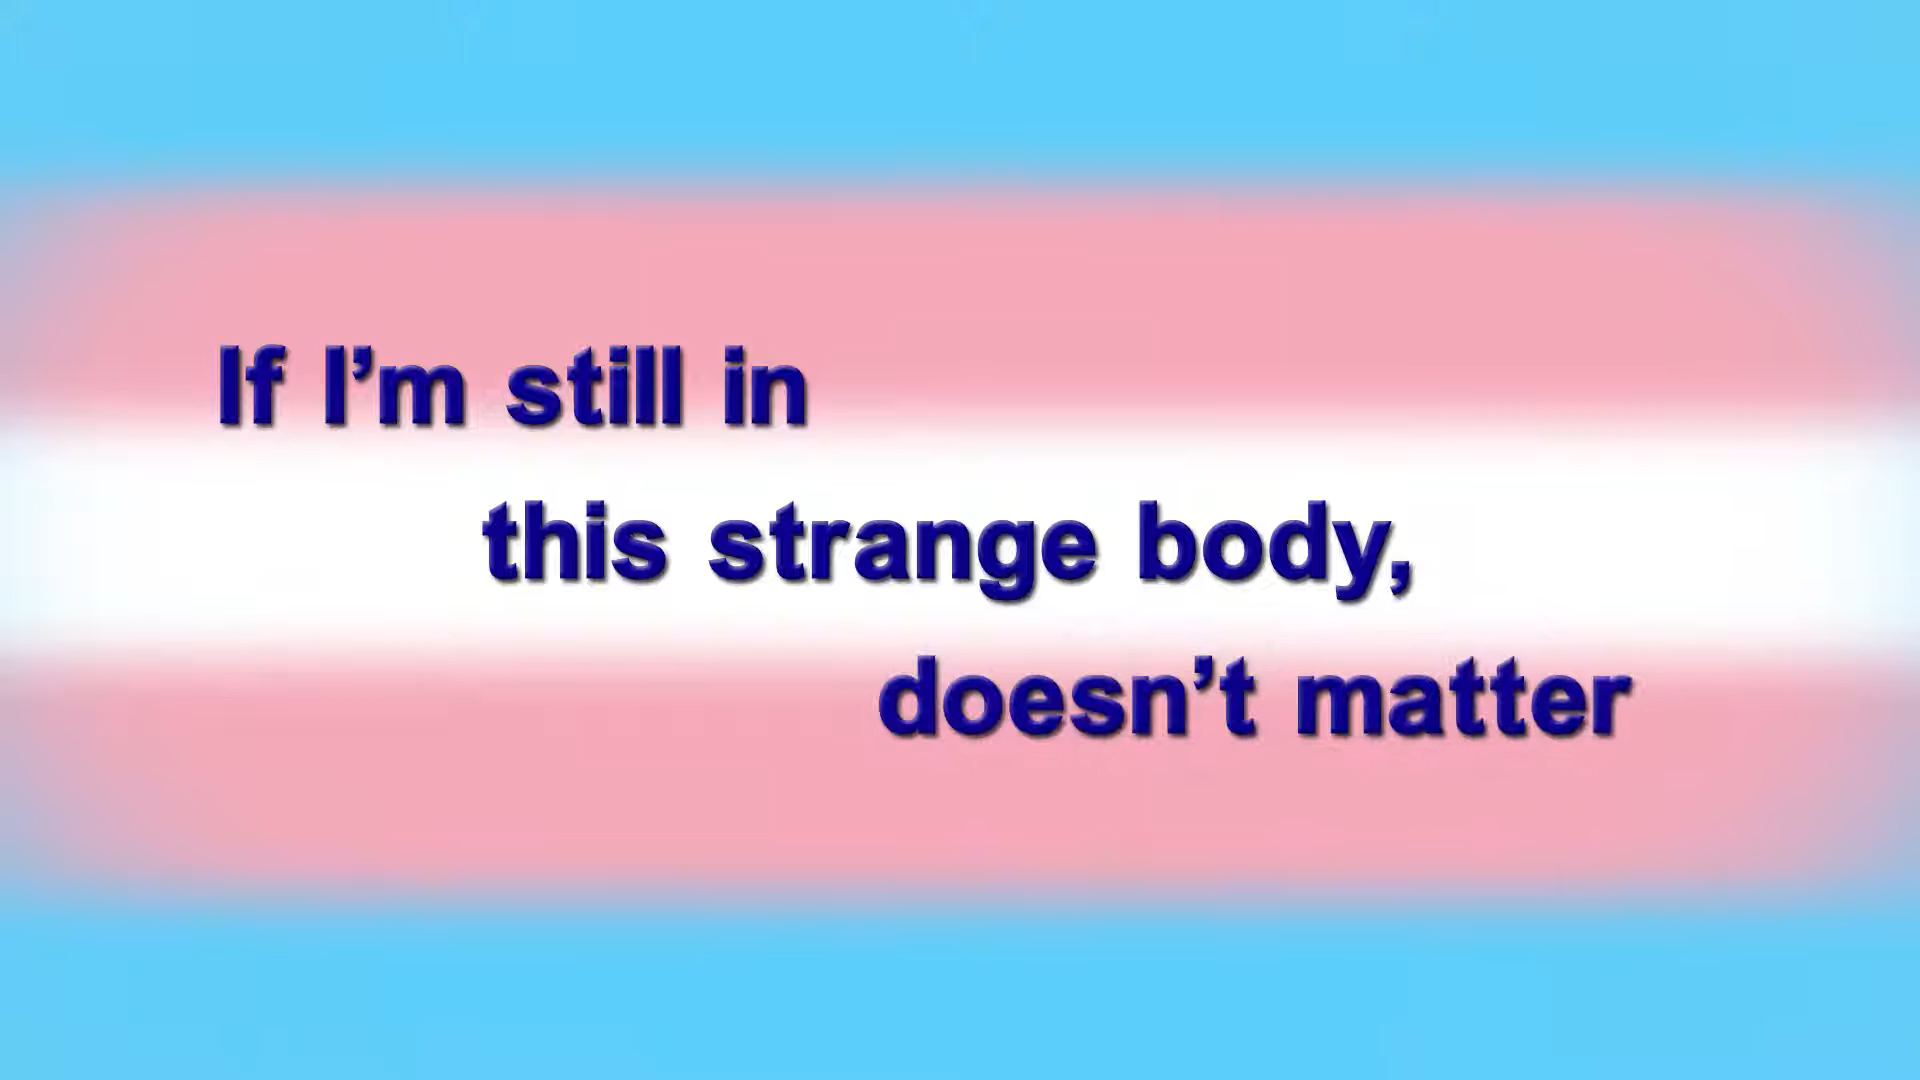 If I’m still in
this strange body,
doesn’t matter